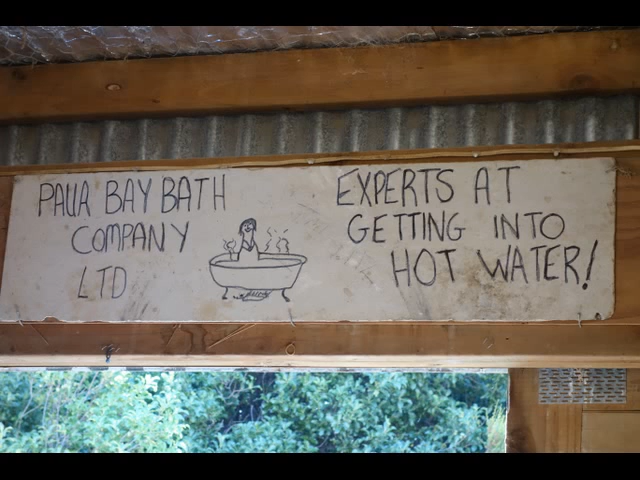 PAUA BAY BATH
COMPANY
LTD
EXPERTS AT
GETTING INTO
HOT WATER!